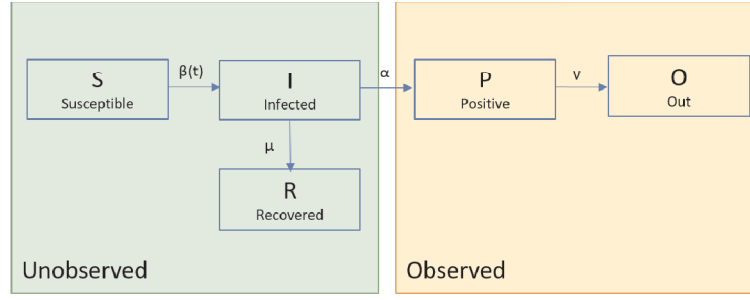 S
Susceptible
β(t)
I
Infected
α
P
Positive
ν
O
Out
μ
R
Recovered
Unobserved
Observed